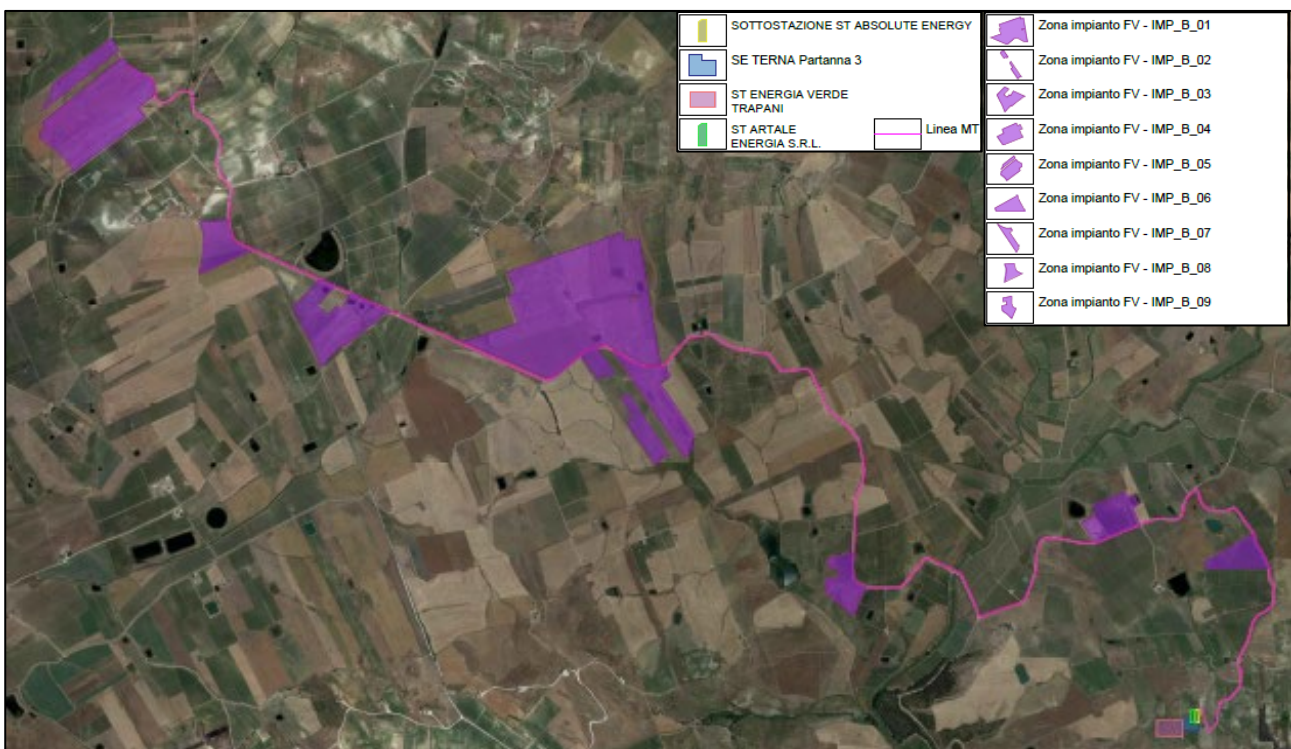 SOTTOSTAZIONE ST ABSOLUTE ENERGY
SE TERNA Partanna 3
ST ENERGIA VERDE
TRAPANI
ST ARTALE
ENERGIA S.R.L.
Linea MT
Zona impianto FV - IMP_B_01
Zona impianto FV - IMP_B_02
Zona impianto FV - IMP_B_03
Zona impianto FV - IMP_B_04
Zona impianto FV - IMP_B_05
Zona impianto FV - IMP_B_06
Zona impianto FV - IMP_B_07
Zona impianto FV - IMP_B_08
Zona impianto FV - IMP_B_09